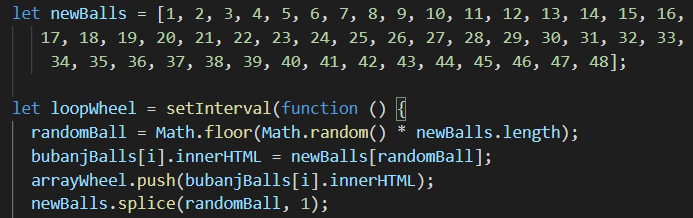 let newBalls = [1, 2, 3, 4, 5, 6, 7, 8, 9, 10, 11, 12, 13, 14, 15, 16,
17, 18, 19, 20, 21, 22, 23, 24, 25, 26, 27, 28, 29, 30, 31, 32, 33,
34, 35, 36, 37, 38, 39, 40, 41, 42, 43, 44, 45, 46, 47, 48];
let loopWheel = setInterval(function () {
randomBall = Math.floor(Math.random() * newBalls.length);
bubanjBalls[i].innerHTML = newBalls[randomBall];
arrayWheel.push(bubanjBalls[i].innerHTML);
newBalls.splice(randomBall, 1);